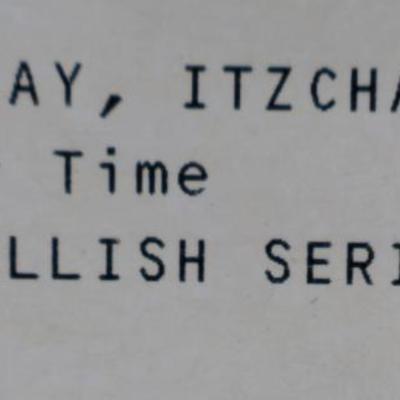 AY, ITZCHA
Time
LLISH SERI